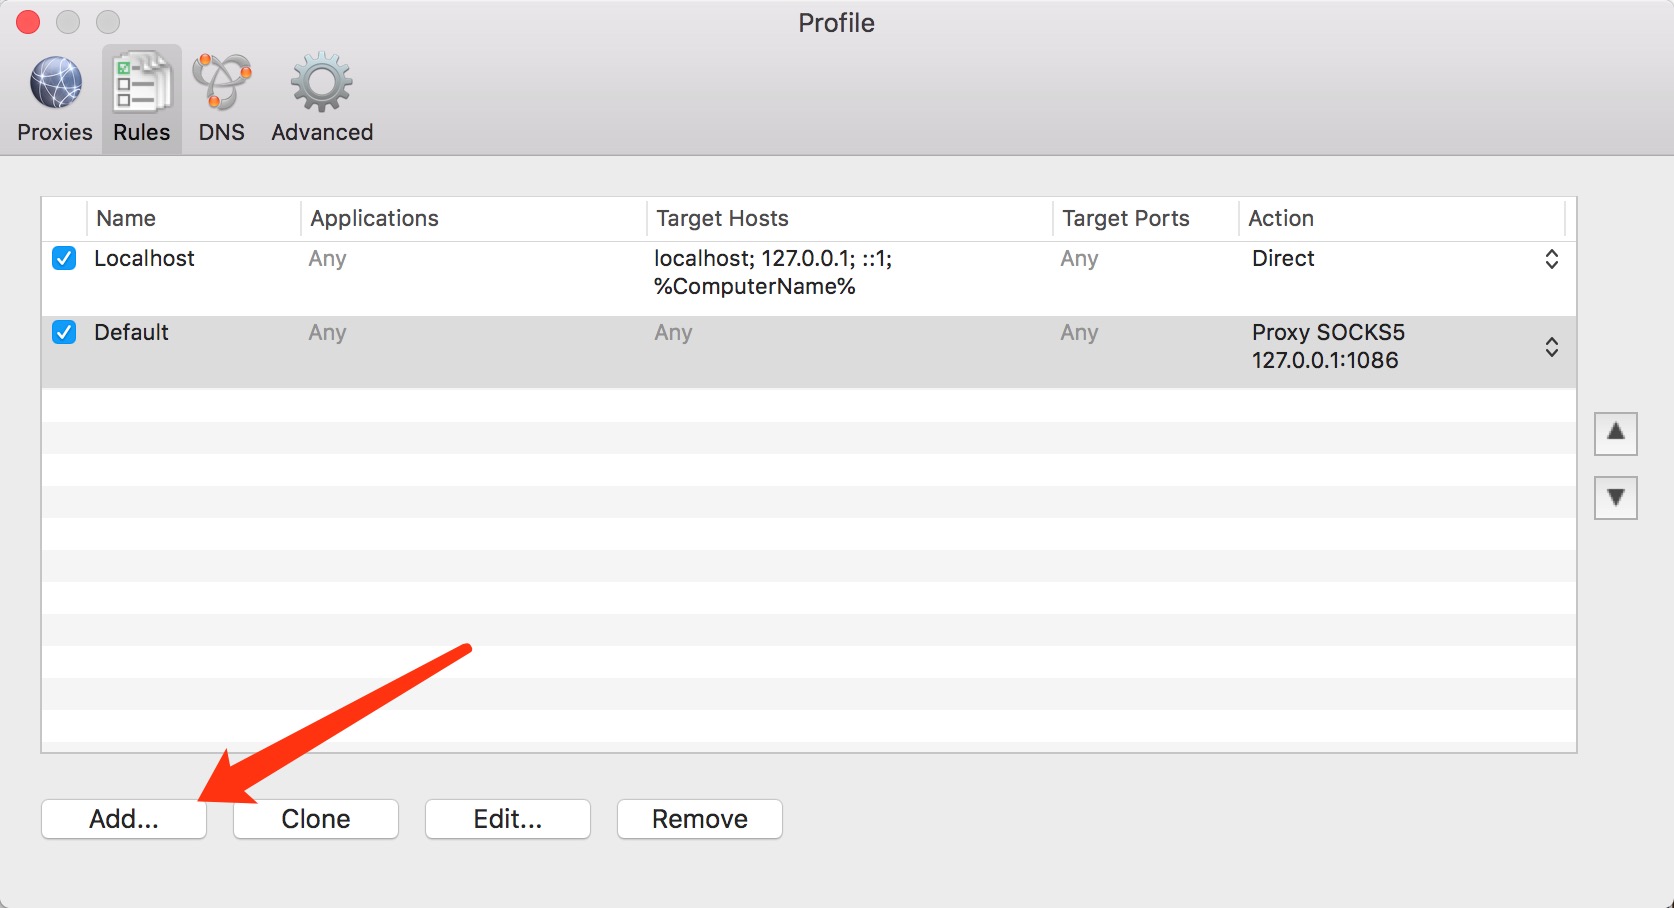 Profile
Proxies Rules DNS Advanced
Name Applications Target Hosts Target Ports Action
Localhost Any localhost; 127.0.0.1; ::1; Any Direct
%ComputerName%
Default Any Any Any Proxy SOCKS5
127.0.0.1:1086
Add... Clone Edit... Remove